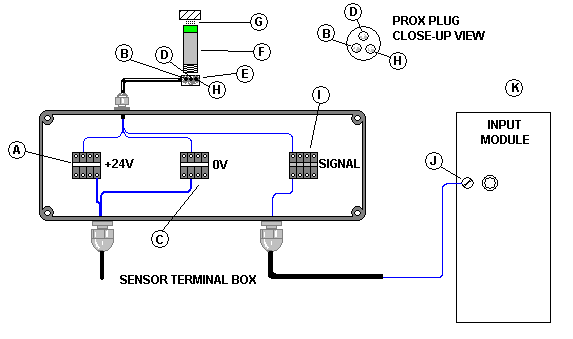 G
D
PROX PLUG
CLOSE-UP VIEW
B
H
F
B
D
E
H
I
K
INPUT
MODULE
A
+24V
0V
SIGNAL
J
C
SENSOR TERMINAL BOX